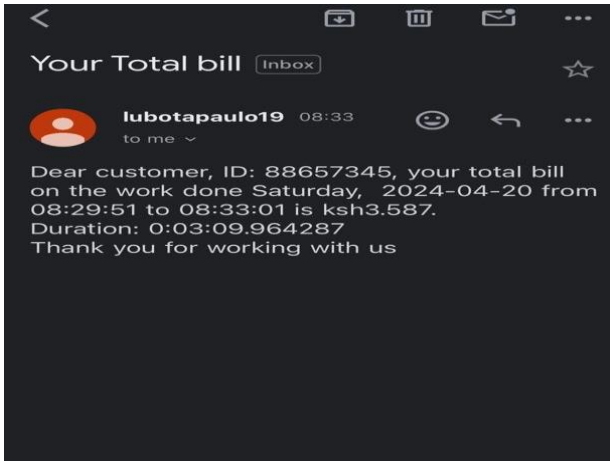 Your Total bill Inbox
lubotapaulo19 08:33
to me
Dear customer, ID: 88657345, your total bill
on the work done Saturday, 2024-04-20 from
08:29:51 to 08:33:01 is ksh3.587.
Duration: 0:03:09.964287
Thank you for working with us